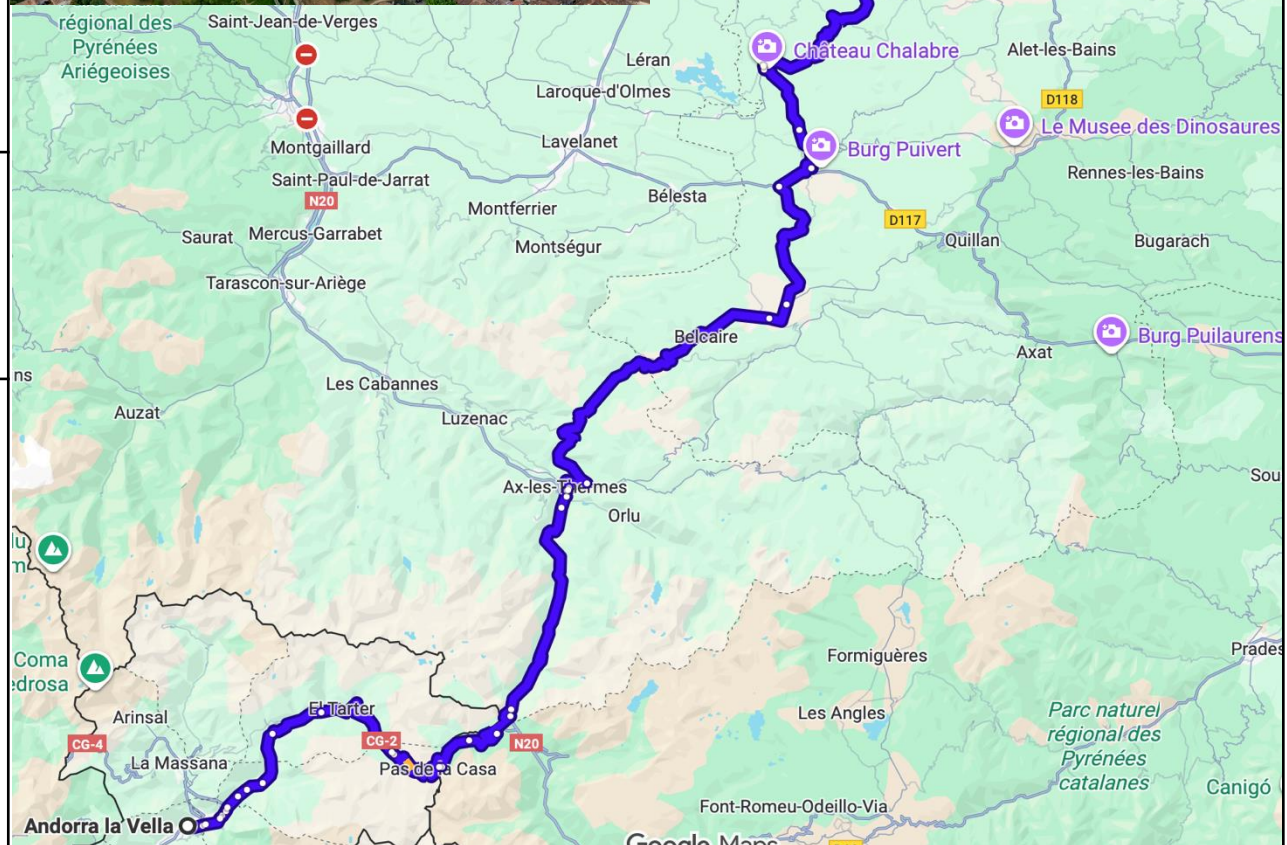 régional des
Pyrénées
Ariégeoises
Saint-Jean-de-Verges
Léran
Château Chalabre
Alet-les-Bains
Laroque-d'Olmes
D118
Le Musee des Dinosaures
Montgaillard
Lavelanet
Burg Puivert
Saint-Paul-de-Jarrat
Rennes-les-Bains
N20
Bélesta
Montferrier
D117
Saurat
Mercus-Garrabet
Montségur
Quillan
Bugarach
Tarascon-sur-Ariège
Belcaire
Burg Puilaurens
Axat
ns
Les Cabannes
Auzat
Luzenac
Ax-les-Thermes
Sou
Orlu
lu
m
Formiguères
Prades
Coma
edrosa
El Tarter
Arinsal
Les Angles
Parc naturel
régional des
Pyrénées
catalanes
CG-4
CG-2
N20
La Massana
Pas de la Casa
Canigó
Font-Romeu-Odeillo-Via
Andorra la Vella
Google Maps